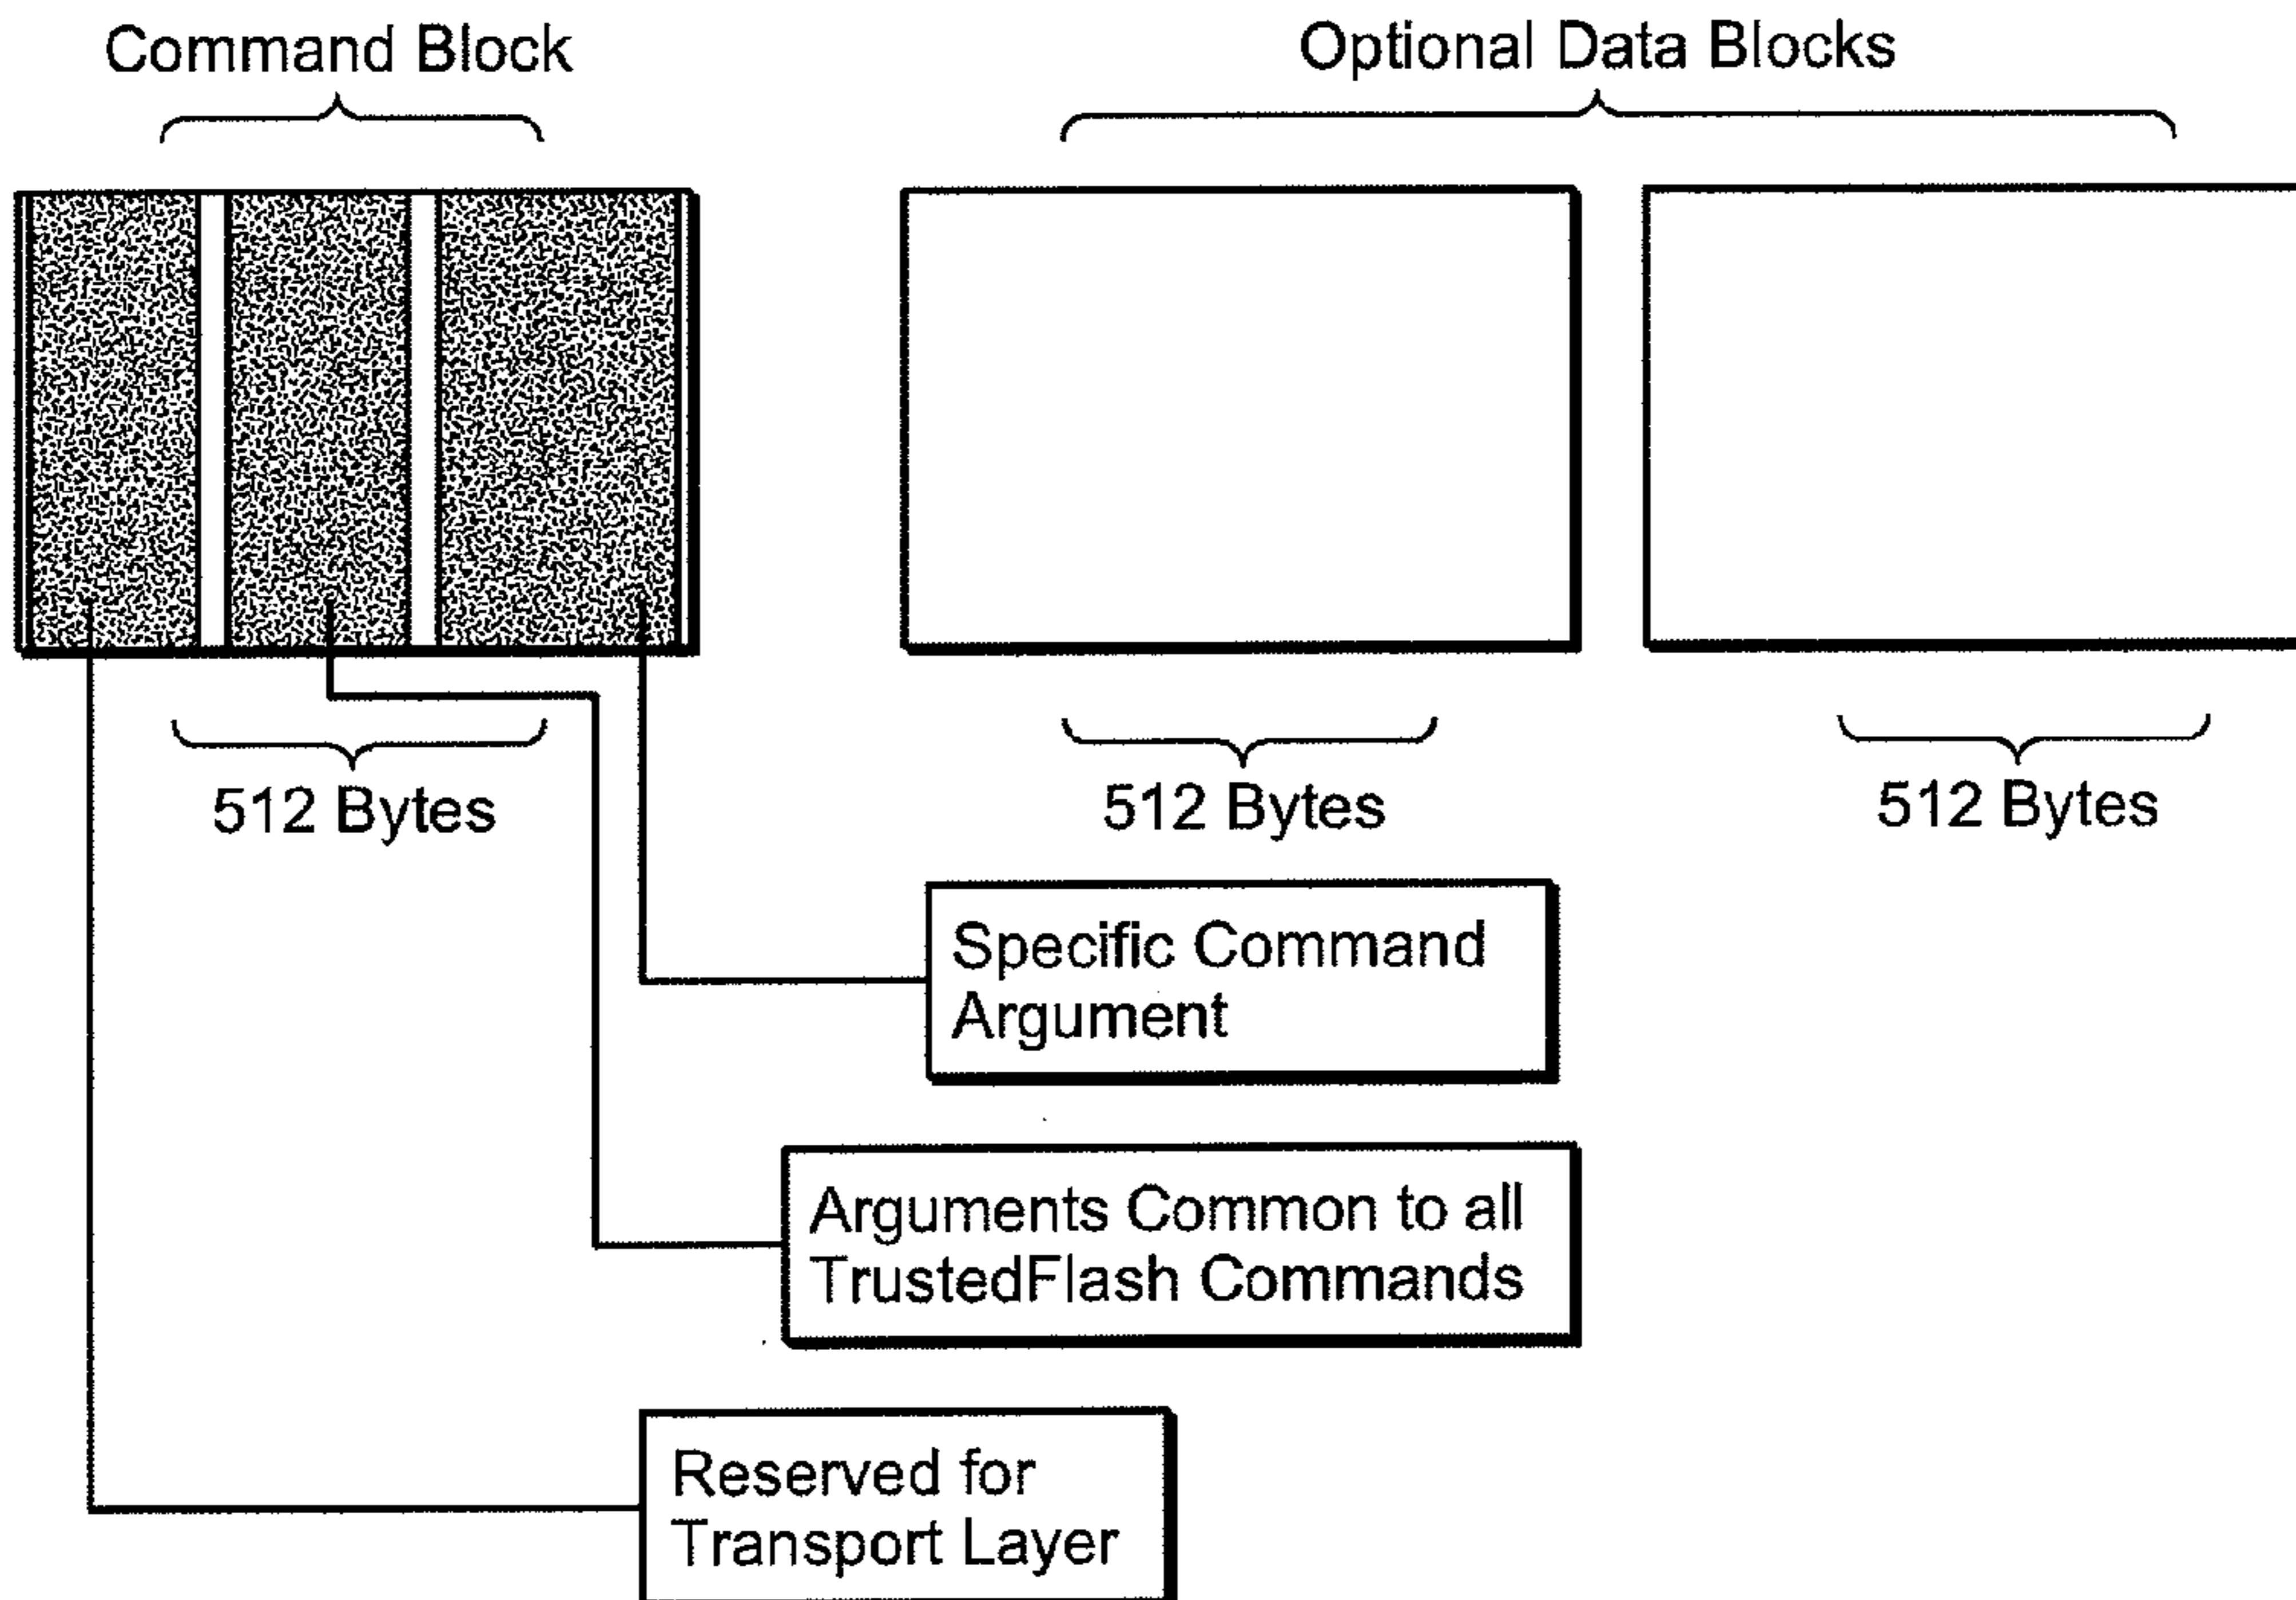 Command Block
Optional Data Blocks
512 Bytes
512 Bytes
512 Bytes
Specific Command
Argument
Arguments Common to all
TrustedFlash Commands
Reserved for
Transport Layer